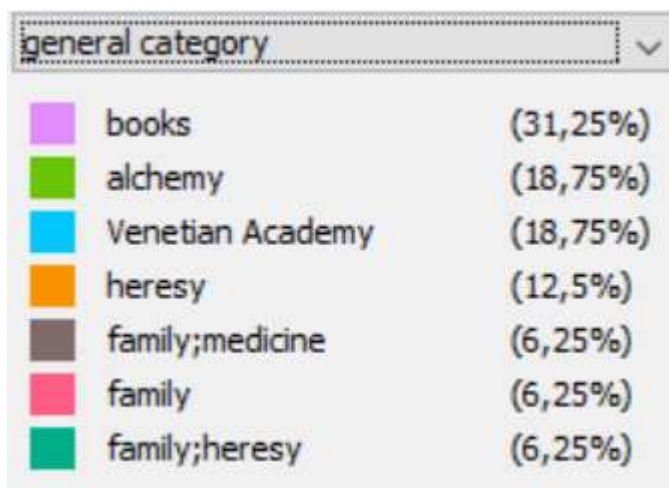 general category
books (31,25%)
alchemy (18,75%)
Venetian Academy (18,75%)
heresy (12,5%)
family;medicine (6,25%)
family (6,25%)
family;heresy (6,25%)